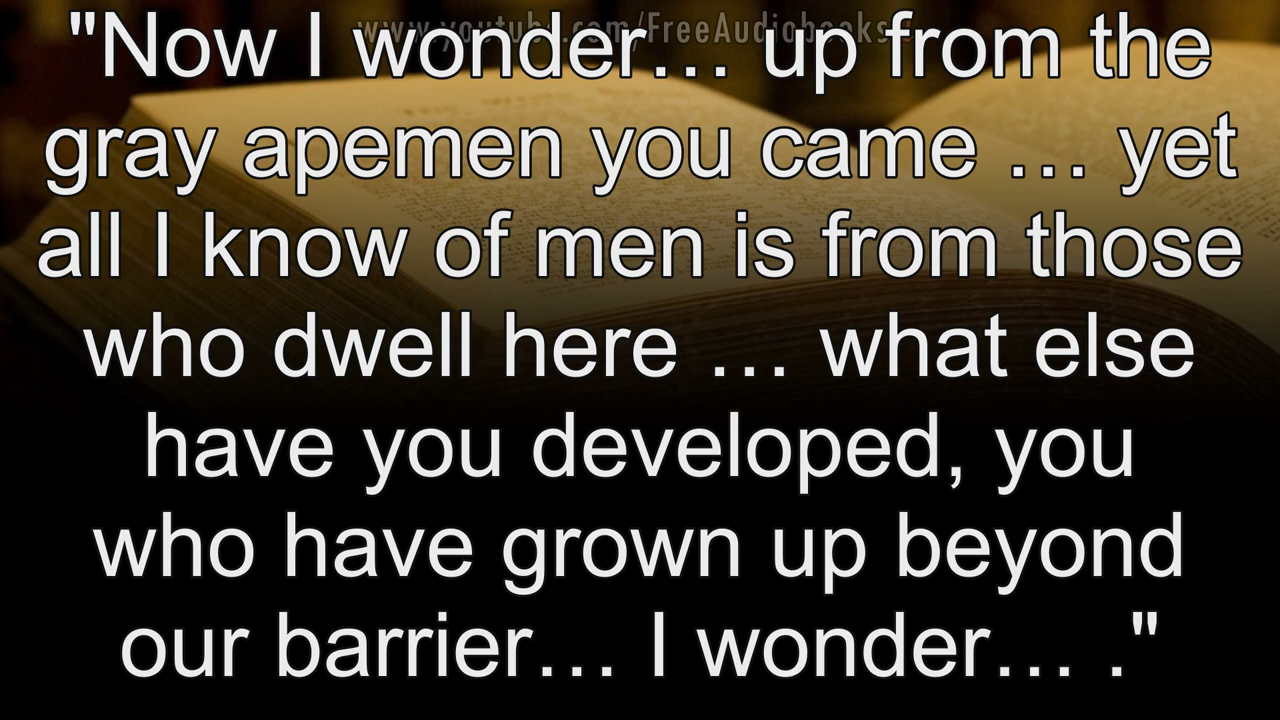 www.youtube.com/FreeAudiobooks
"Now I wonder… up from the
gray apemen you came … yet
all I know of men is from those
who dwell here … what else
have you developed, you
who have grown up beyond
our barrier… I wonder… ."